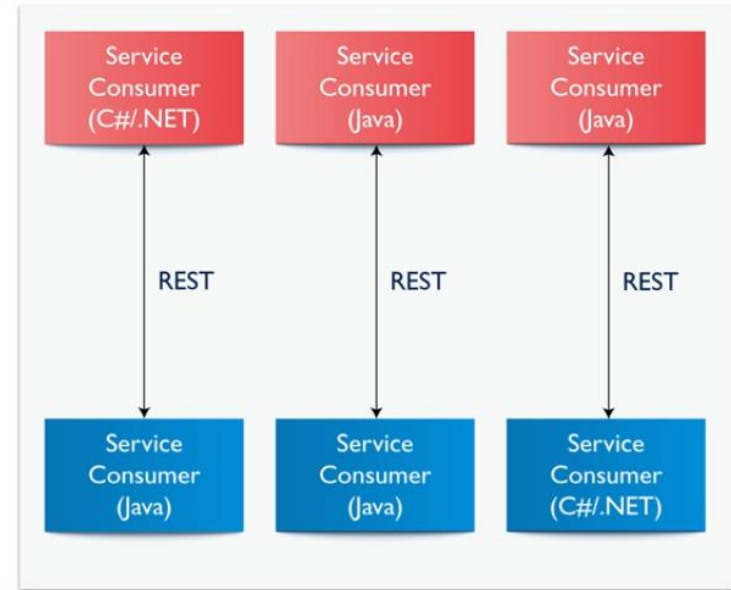 Service
Consumer
(C#/.NET)
Service
Consumer
(Java)
Service
Consumer
(Java)
REST
REST
REST
Service
Consumer
(Java)
Service
Consumer
(Java)
Service
Consumer
(C#/.NET)